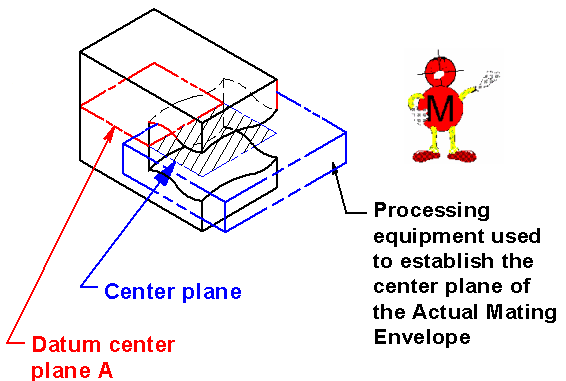 M
Processing
equipment used
to establish the
center plane of
the Actual Mating
Envelope
Center plane
Datum center
plane A